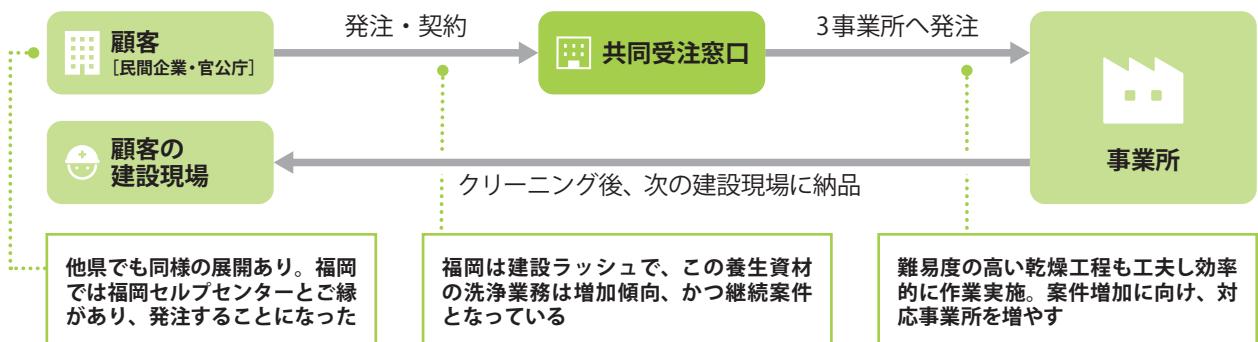 顧客
[民間企業・官公庁]
発注・契約
共同受注窓口
3事業所へ発注
事業所
顧客の
建設現場
クリーニング後、次の建設現場に納品
他県でも同様の展開あり。福岡
では福岡セルプセンターとご縁
があり、発注することになった
福岡は建設ラッシュで、この養生資材
の洗浄業務は増加傾向、かつ継続案件
となっている
難易度の高い乾燥工程も工夫し効率
的に作業実施。案件増加に向け、対
応事業所を増やす